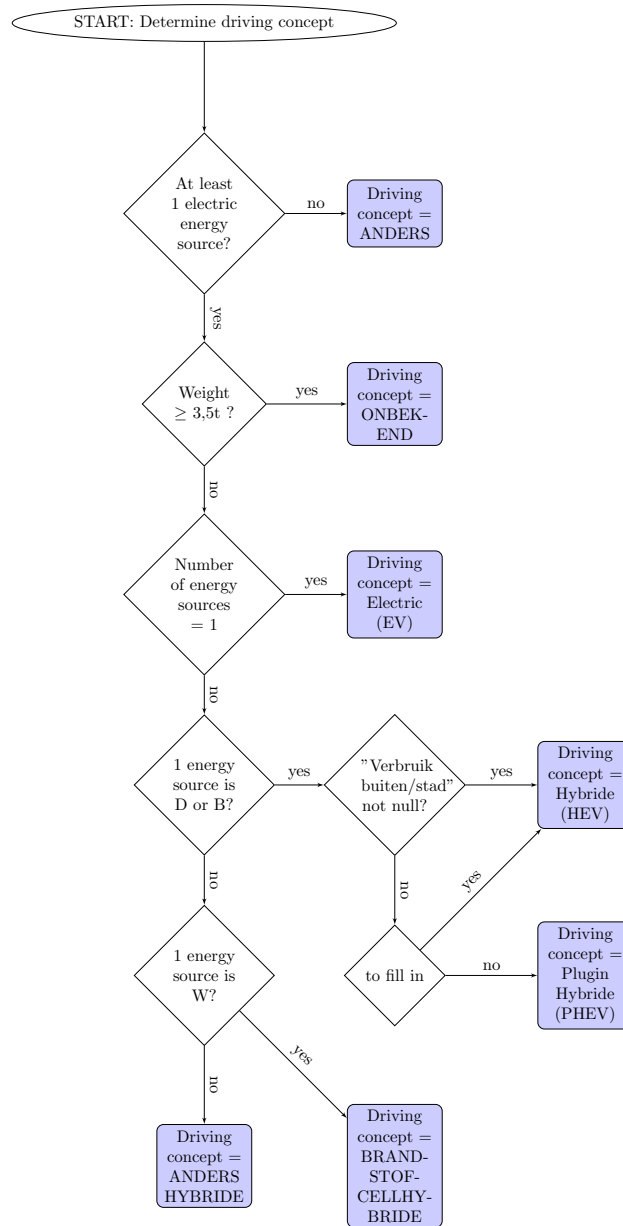 START: Determine driving concept
At least
1 electric
energy
source?
no
Driving
concept =
ANDERS
yes
Weight
≥ 3,5t ?
yes
Driving
concept =
ONBEK-
END
no
Number
of energy
sources
= 1
yes
Driving
concept =
Electric
(EV)
no
1 energy
source is
D or B?
yes
"Verbruik
buiten/stad"
not null?
yes
Driving
concept =
Hybride
(HEV)
no
no
yes
1 energy
source is
W?
to fill in
no
Driving
concept =
Plugin
Hybride
(PHEV)
no
yes
Driving
concept =
ANDERS
HYBRIDE
Driving
concept =
BRAND-
STOF-
CELLHY-
BRIDE